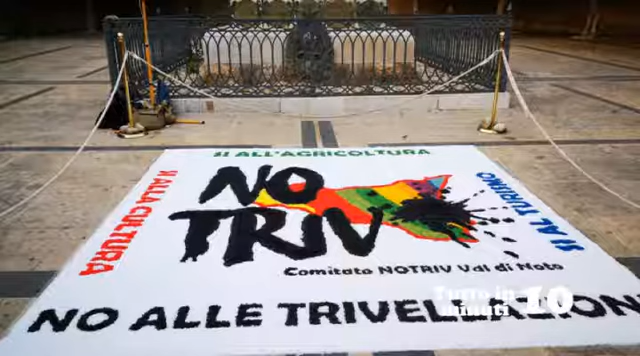 SI ALL'AGRICOLTURA
SI ALLA CULTURA
NO
TRIV
SI AL TURISMO
Comitato NOTRIV Val di Noto
NO ALLE TRIVELLAZIONI
Tutto in
minuti 10